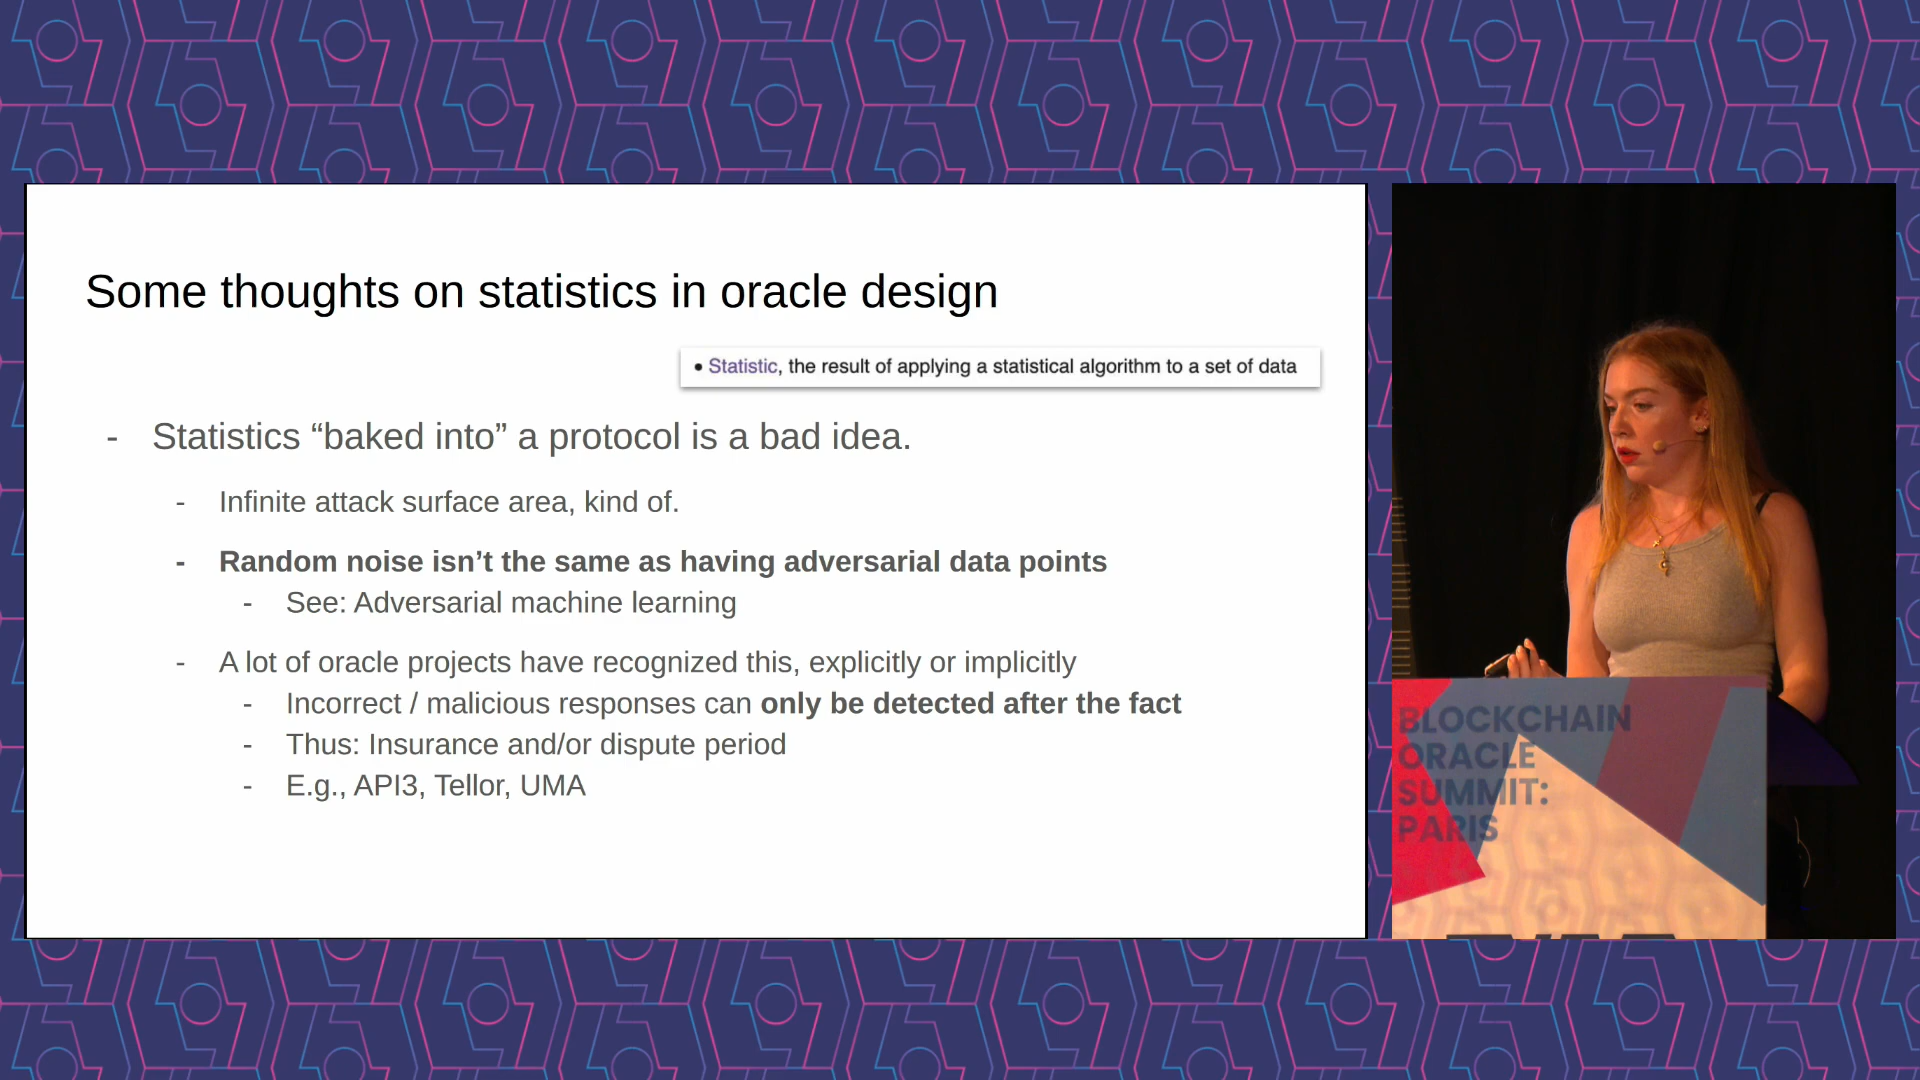 Some thoughts on statistics in oracle design
• Statistic, the result of applying a statistical algorithm to a set of data
- Statistics “baked into” a protocol is a bad idea.
- Infinite attack surface area, kind of.
- Random noise isn’t the same as having adversarial data points
- See: Adversarial machine learning
- A lot of oracle projects have recognized this, explicitly or implicitly
- Incorrect / malicious responses can only be detected after the fact
- Thus: Insurance and/or dispute period
- E.g., API3, Tellor, UMA
BLOCKCHAIN
ORACLE
SUMMIT:
PARIS